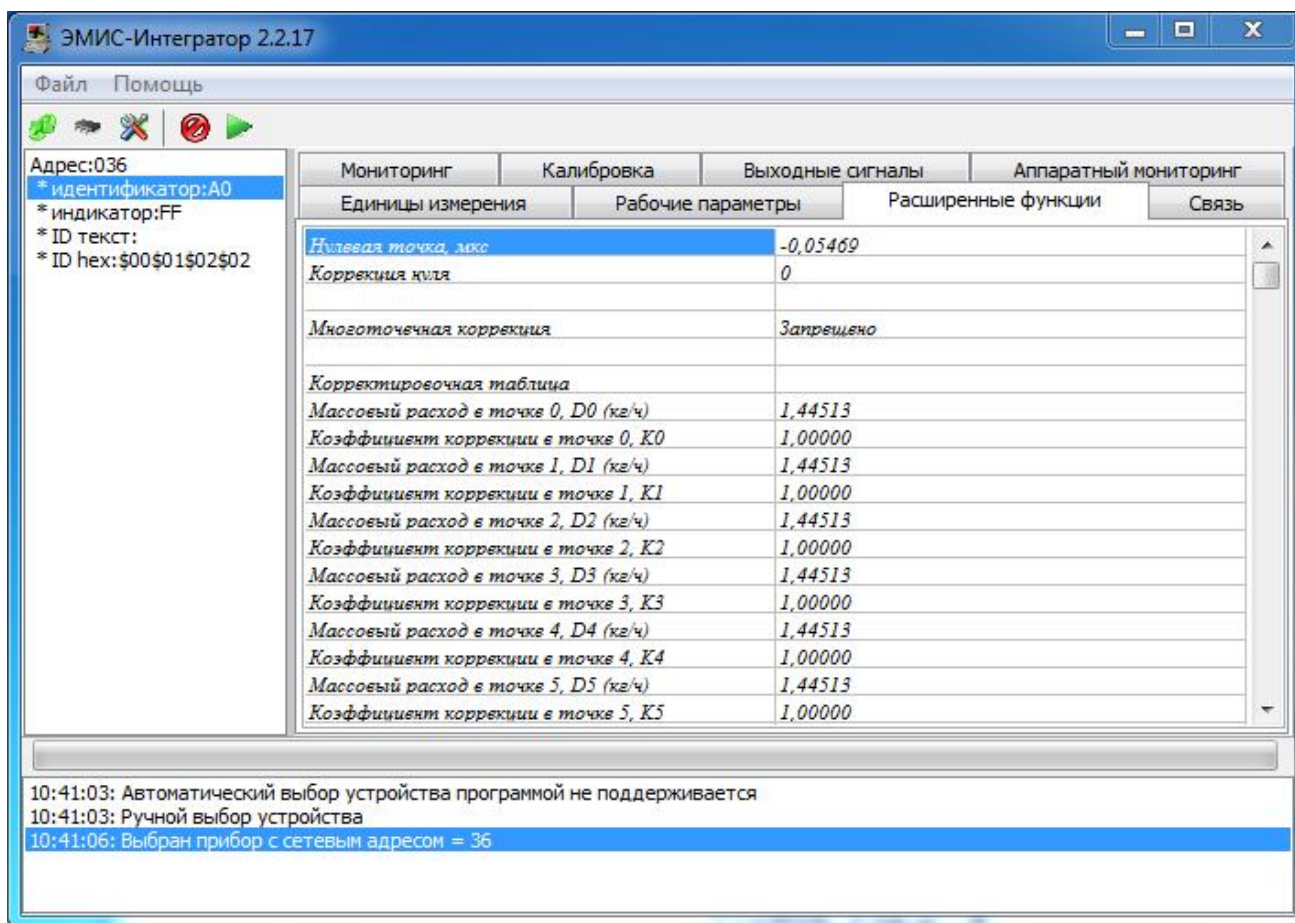 ЭМИС-Интегратор 2.2.17
Файл Помощь
Адрес:036
* идентификатор:A0
* индикатор:FF
* ID текст:
* ID hex:$00$01$02$02
Мониторинг Калибровка Выходные сигналы Аппаратный мониторинг
Единицы измерения Рабочие параметры Расширенные функции Связь
Нулевая точка, мкс -0,05469
Коррекция нуля 0
Многоточечная коррекция Запрещено
Корректировочная таблица
Массовый расход в точке 0, D0 (кг/ч) 1,44513
Коэффициент коррекции в точке 0, K0 1,00000
Массовый расход в точке 1, D1 (кг/ч) 1,44513
Коэффициент коррекции в точке 1, K1 1,00000
Массовый расход в точке 2, D2 (кг/ч) 1,44513
Коэффициент коррекции в точке 2, K2 1,00000
Массовый расход в точке 3, D3 (кг/ч) 1,44513
Коэффициент коррекции в точке 3, K3 1,00000
Массовый расход в точке 4, D4 (кг/ч) 1,44513
Коэффициент коррекции в точке 4, K4 1,00000
Массовый расход в точке 5, D5 (кг/ч) 1,44513
Коэффициент коррекции в точке 5, K5 1,00000
10:41:03: Автоматический выбор устройства программой не поддерживается
10:41:03: Ручной выбор устройства
10:41:06: Выбран прибор с сетевым адресом = 36